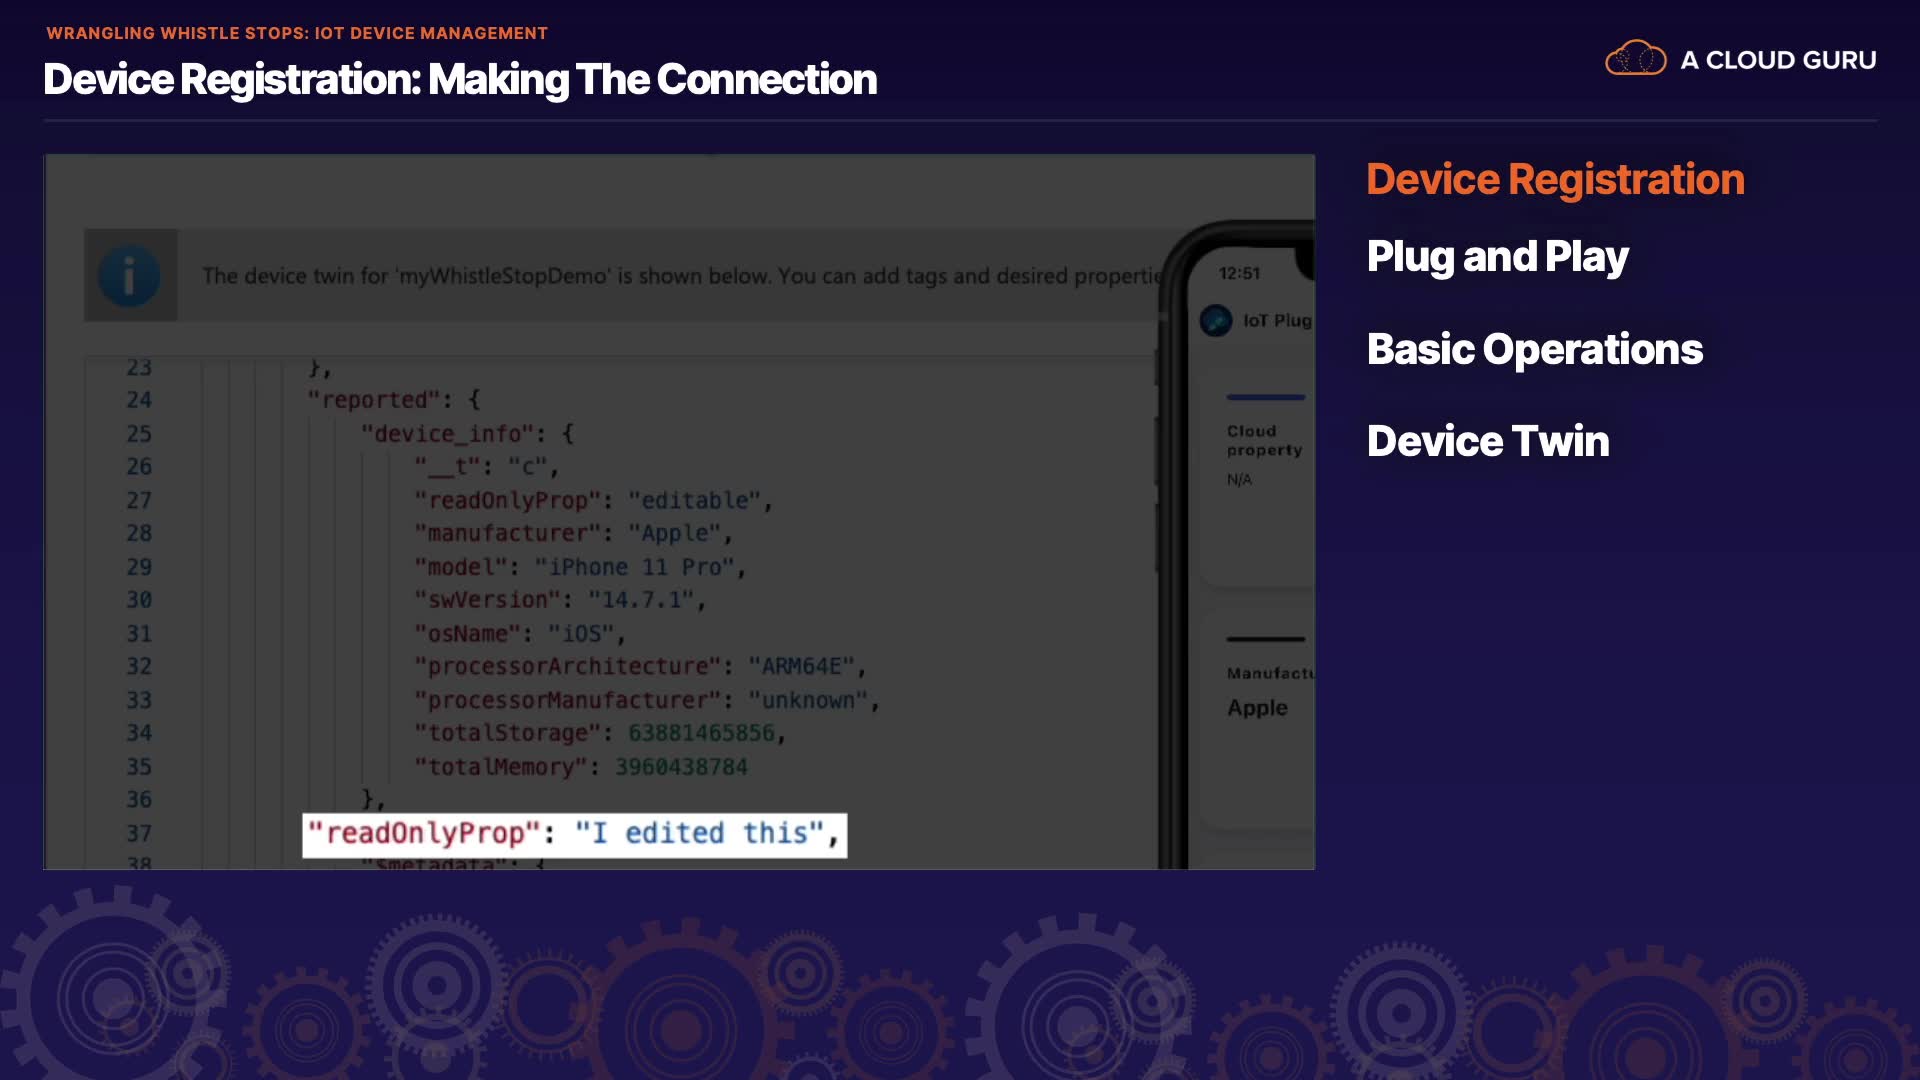 WRANGLING WHISTLE STOPS: IOT DEVICE MANAGEMENT
Device Registration: Making The Connection
A CLOUD GURU
The device twin for 'myWhistleStopDemo' is shown below. You can add tags and desired propertie
23 },
24 "reported": {
25 "device_info": {
26 "__t": "c",
27 "readOnlyProp": "editable",
28 "manufacturer": "Apple",
29 "model": "iPhone 11 Pro",
30 "swVersion": "14.7.1",
31 "osName": "iOS",
32 "processorArchitecture": "ARM64E",
33 "processorManufacturer": "unknown",
34 "totalStorage": 63881465856,
35 "totalMemory": 3960438784
36 },
37 "readOnlyProp": "I edited this",
38 "$metadata": {
12:51
IoT Plug
Cloud
property
N/A
Manufactu
Apple
Device Registration
Plug and Play
Basic Operations
Device Twin